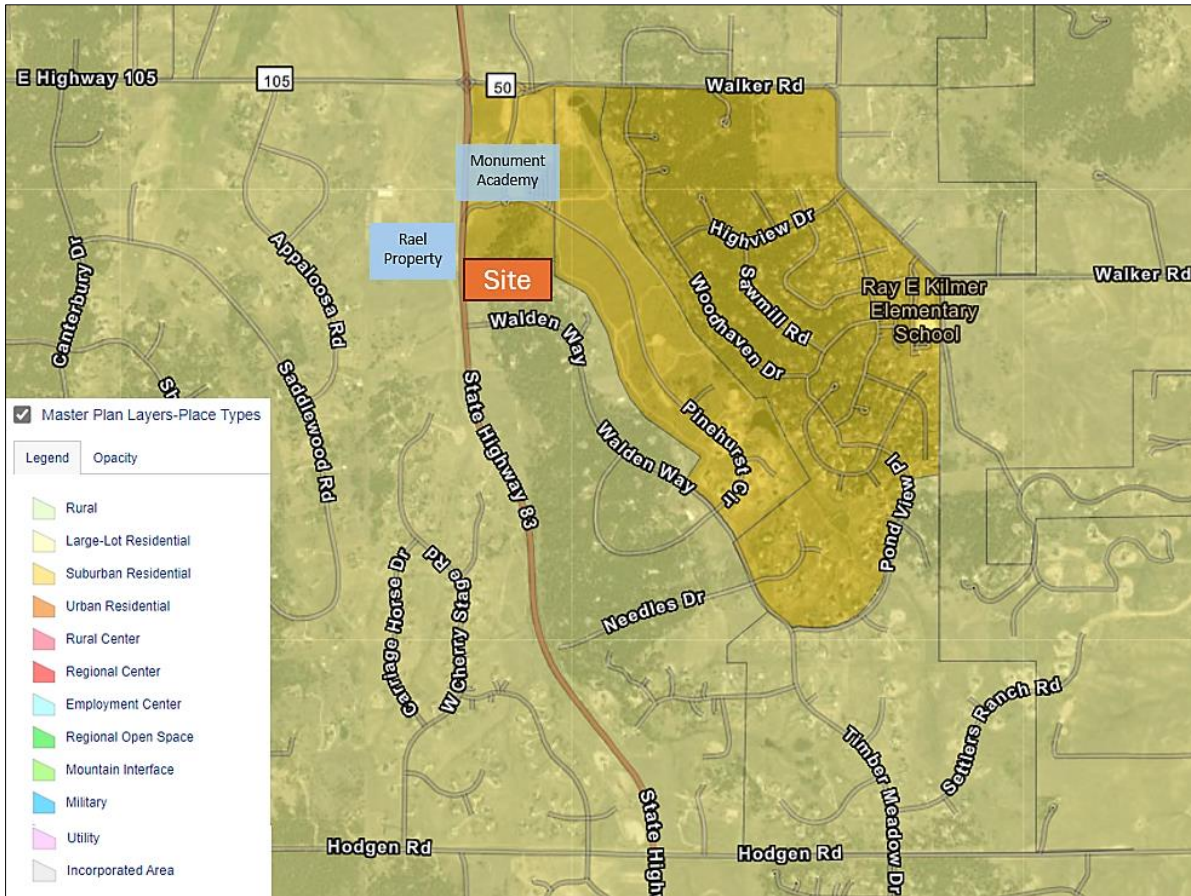 E Highway 105
105
50
Walker Rd
Monument
Academy
Rael
Property
Site
Highview Dr
Sawmill Rd
Woodhaven Dr
Ray E Kilmer
Elementary
School
Walker Rd
Canterbury Dr
Appaloosa Rd
Saddlewood Rd
Sh
Walden Way
State Highway 83
Walden Way
Pinehurst Cir
Pond View Pl
Needles Dr
Carriage Horse Dr
W Cherry Stage Rd
Settlers Ranch Rd
Timber Meadow Dr
State High
Hodgen Rd
Hodgen Rd
Master Plan Layers-Place Types
Legend
Opacity
Rural
Large-Lot Residential
Suburban Residential
Urban Residential
Rural Center
Regional Center
Employment Center
Regional Open Space
Mountain Interface
Military
Utility
Incorporated Area